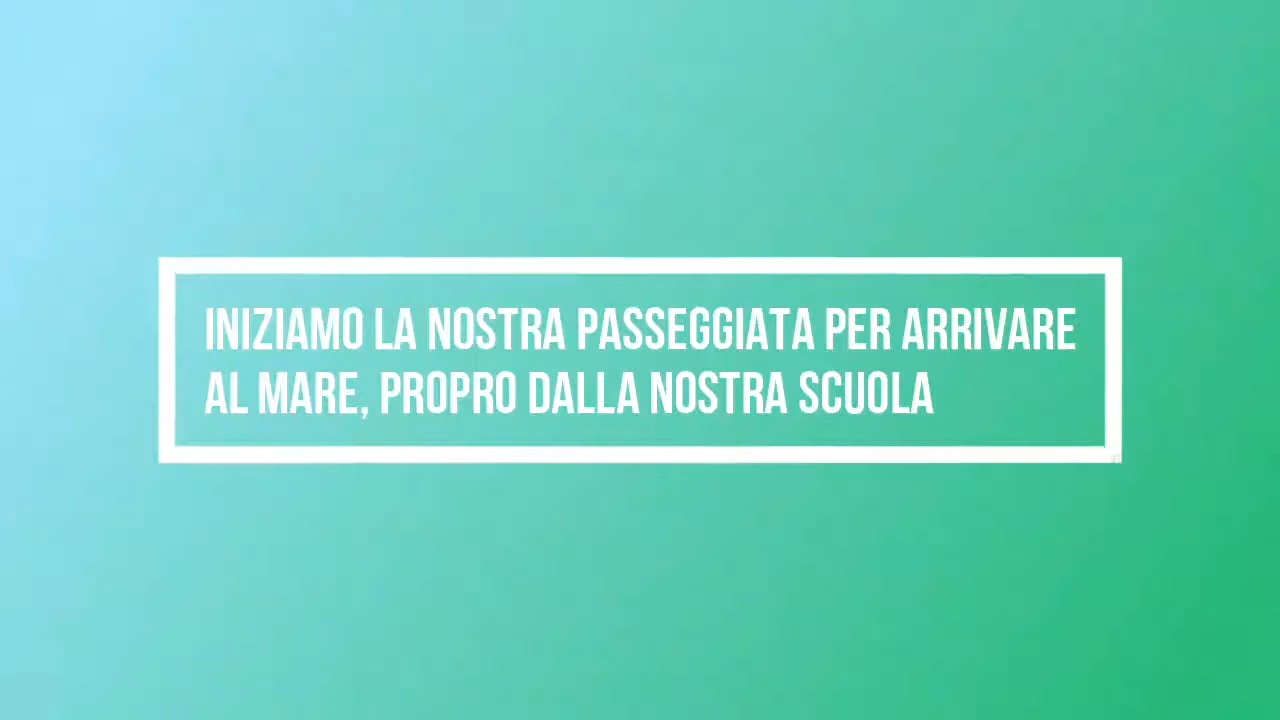 INIZIAMO LA NOSTRA PASSEGGIATA PER ARRIVARE
AL MARE, PROPRO DALLA NOSTRA SCUOLA